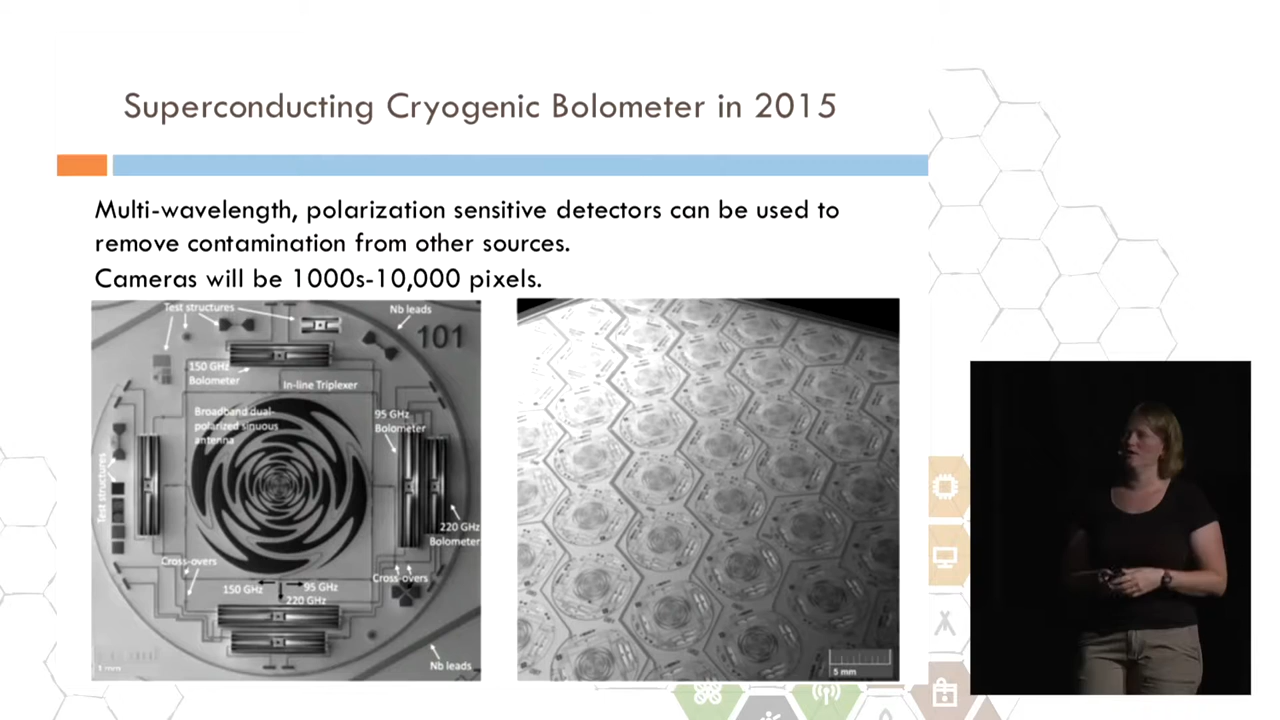 Superconducting Cryogenic Bolometer in 2015
Multi-wavelength, polarization sensitive detectors can be used to
remove contamination from other sources.
Cameras will be 1000s-10,000 pixels.
Test structures
Nb leads
101
150 GHz
Bolometer
In-line Triplexer
Broadband dual-
polarized sinuous
antenna
95 GHz
Bolometer
Test structures
220 GHz
Bolometer
Cross-overs
Cross-overs
150 GHz
95 GHz
220 GHz
Nb leads
1 mm
5 mm